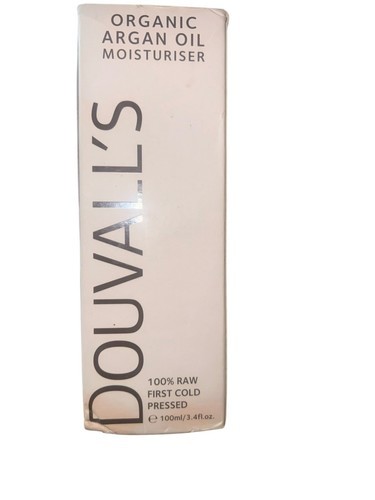 ORGANIC
ARGAN OIL
MOISTURISER
DOUVALL'S
100% RAW
FIRST COLD
PRESSED
℮ 100ml/3.4fl.oz.